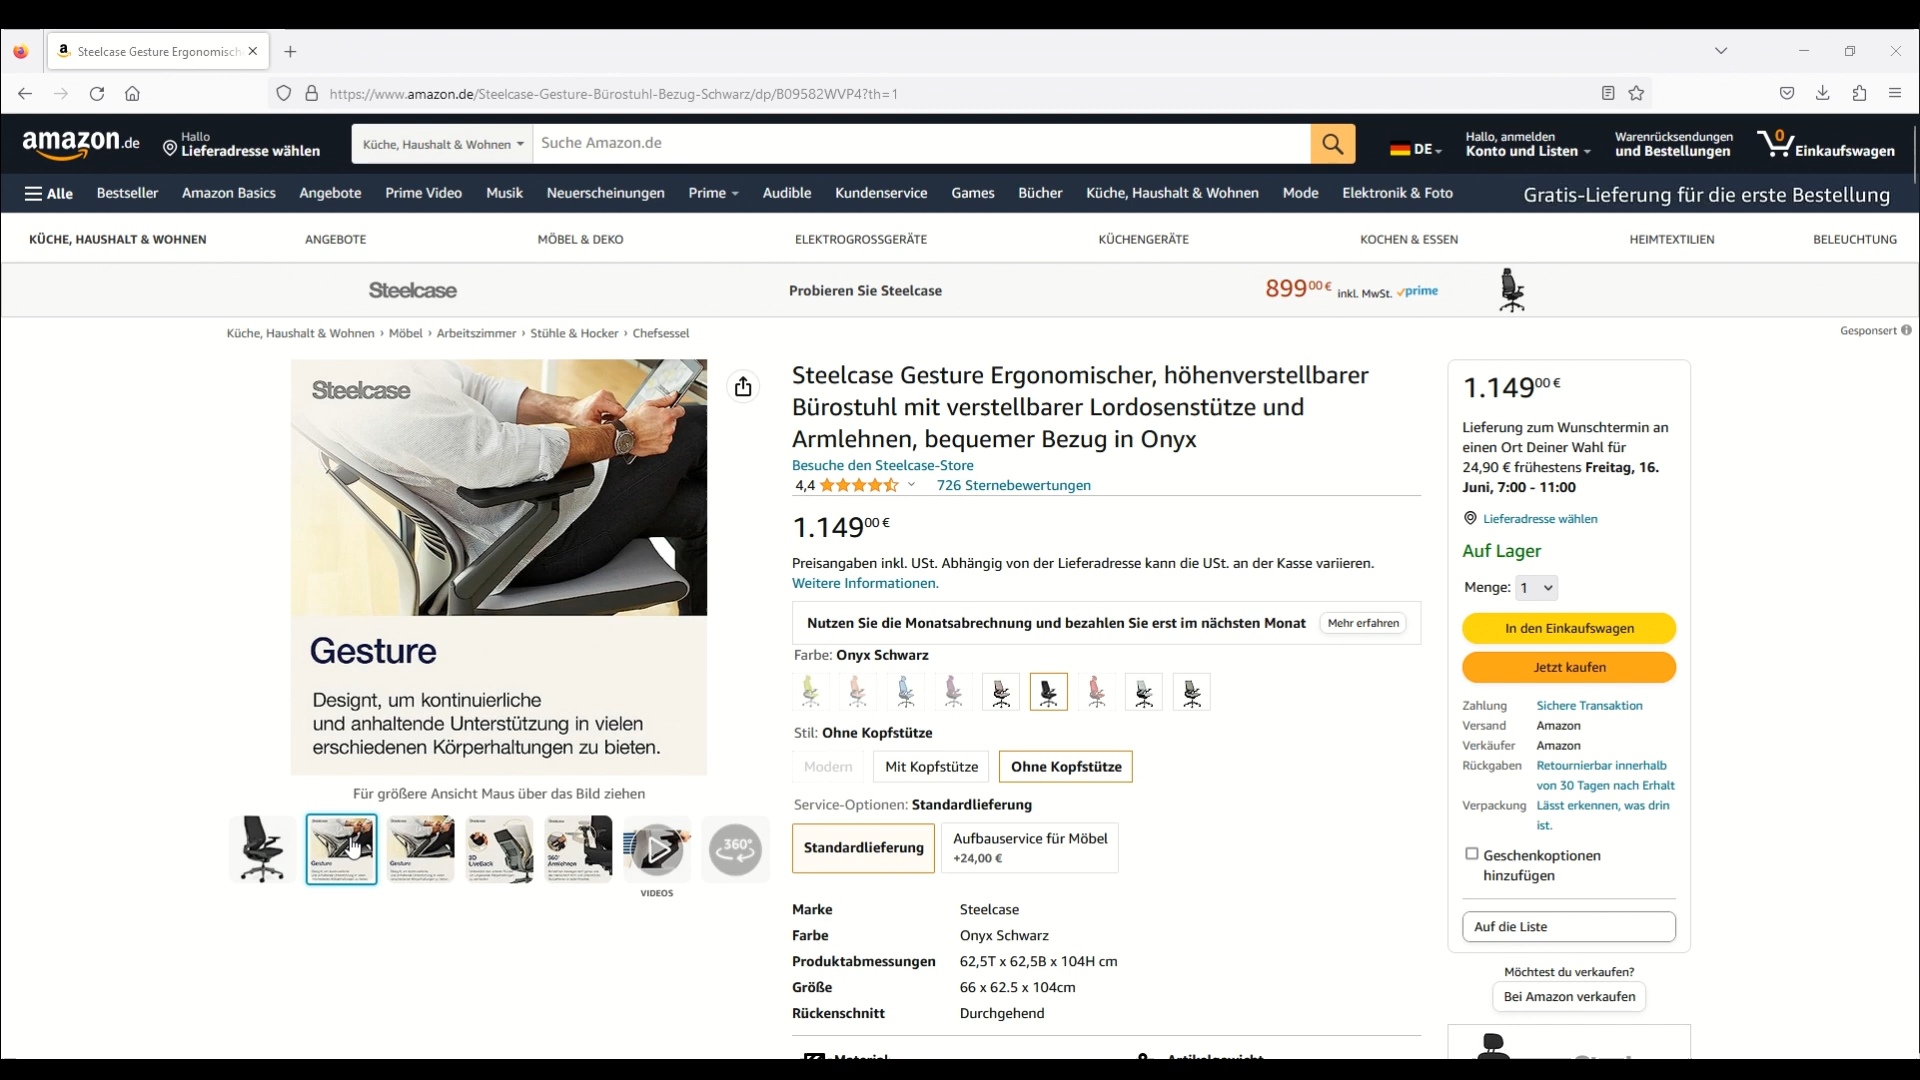 Steelcase Gesture Ergonomisch
https://www.amazon.de/Steelcase-Gesture-Bürostuhl-Bezug-Schwarz/dp/B09582WVP4?th=1
amazon.de
Hallo
Lieferadresse wählen
Küche, Haushalt & Wohnen
Suche Amazon.de
DE
Hallo, anmelden
Konto und Listen
Warenrücksendungen
und Bestellungen
0
Einkaufswagen
Alle
Bestseller
Amazon Basics
Angebote
Prime Video
Musik
Neuerscheinungen
Prime
Audible
Kundenservice
Games
Bücher
Küche, Haushalt & Wohnen
Mode
Elektronik & Foto
Gratis-Lieferung für die erste Bestellung
KÜCHE, HAUSHALT & WOHNEN
ANGEBOTE
MÖBEL & DEKO
ELEKTROGROSSGERÄTE
KÜCHENGERÄTE
KOCHEN & ESSEN
HEIMTEXTILIEN
BELEUCHTUNG
Steelcase
Probieren Sie Steelcase
89900 € inkl. MwSt. prime
Küche, Haushalt & Wohnen › Möbel › Arbeitszimmer › Stühle & Hocker › Chefsessel
Gesponsert
Steelcase
Gesture
Designt, um kontinuierliche
und anhaltende Unterstützung in vielen
erschiedenen Körperhaltungen zu bieten.
Für größere Ansicht Maus über das Bild ziehen
360°
VIDEOS
Steelcase Gesture Ergonomischer, höhenverstellbarer
Bürostuhl mit verstellbarer Lordosenstütze und
Armlehnen, bequemer Bezug in Onyx
Besuche den Steelcase-Store
4,4
726 Sternebewertungen
1.14900 €
Preisangaben inkl. USt. Abhängig von der Lieferadresse kann die USt. an der Kasse variieren.
Weitere Informationen.
Nutzen Sie die Monatsabrechnung und bezahlen Sie erst im nächsten Monat
Mehr erfahren
Farbe: Onyx Schwarz
Stil: Ohne Kopfstütze
Modern
Mit Kopfstütze
Ohne Kopfstütze
Service-Optionen: Standardlieferung
Standardlieferung
Aufbauservice für Möbel
+24,00 €
Marke Steelcase
Farbe Onyx Schwarz
Produktabmessungen 62,5T x 62,5B x 104H cm
Größe 66 x 62.5 x 104cm
Rückenschnitt Durchgehend
Material
Artikelgewicht
1.14900 €
Lieferung zum Wunschtermin an
einen Ort Deiner Wahl für
24,90 € frühestens Freitag, 16.
Juni, 7:00 - 11:00
Lieferadresse wählen
Auf Lager
Menge: 1
In den Einkaufswagen
Jetzt kaufen
Zahlung Sichere Transaktion
Versand Amazon
Verkäufer Amazon
Rückgaben Retournierbar innerhalb
von 30 Tagen nach Erhalt
Verpackung Lässt erkennen, was drin
ist.
Geschenkoptionen
hinzufügen
Auf die Liste
Möchtest du verkaufen?
Bei Amazon verkaufen